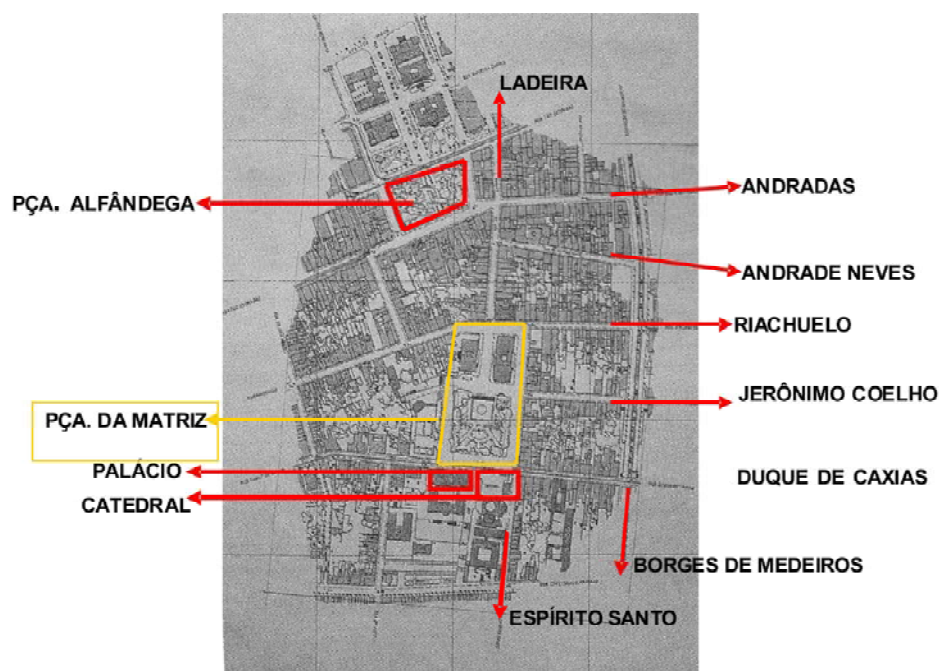 LADEIRA
ANDRADAS
PÇA. ALFÂNDEGA
ANDRADE NEVES
RIACHUELO
JERÔNIMO COELHO
PÇA. DA MATRIZ
PALÁCIO
DUQUE DE CAXIAS
CATEDRAL
BORGES DE MEDEIROS
ESPÍRITO SANTO